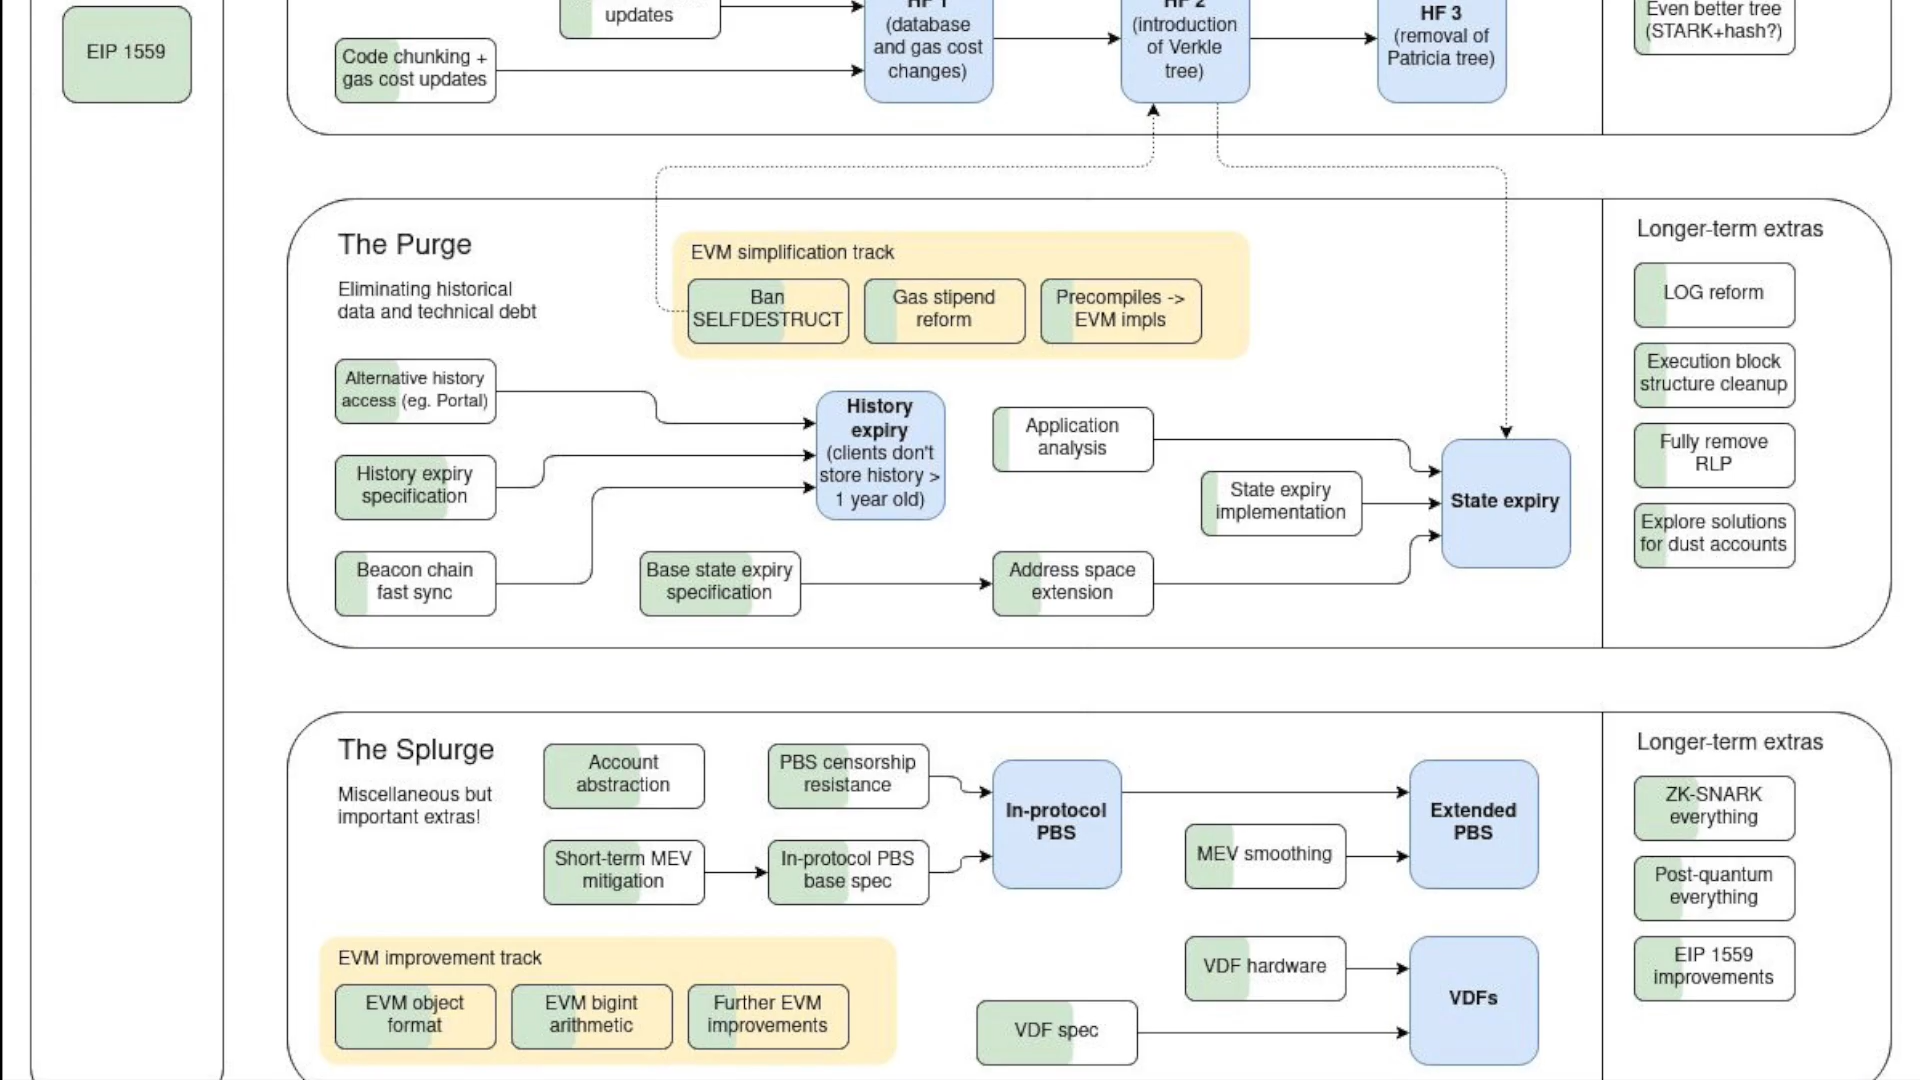 EIP 1559
updates
Code chunking +
gas cost updates
HF 1
(database
and gas cost
changes)
HF 2
(introduction
of Verkle
tree)
HF 3
(removal of
Patricia tree)
Even better tree
(STARK+hash?)
The Purge
Eliminating historical
data and technical debt
EVM simplification track
Ban
SELFDESTRUCT
Gas stipend
reform
Precompiles ->
EVM impls
Alternative history
access (eg. Portal)
History expiry
specification
Beacon chain
fast sync
History
expiry
(clients don't
store history >
1 year old)
Base state expiry
specification
Application
analysis
State expiry
implementation
Address space
extension
State expiry
Longer-term extras
LOG reform
Execution block
structure cleanup
Fully remove
RLP
Explore solutions
for dust accounts
The Splurge
Miscellaneous but
important extras!
Account
abstraction
PBS censorship
resistance
Short-term MEV
mitigation
In-protocol PBS
base spec
In-protocol
PBS
MEV smoothing
Extended
PBS
EVM improvement track
EVM object
format
EVM bigint
arithmetic
Further EVM
improvements
VDF hardware
VDF spec
VDFs
Longer-term extras
ZK-SNARK
everything
Post-quantum
everything
EIP 1559
improvements